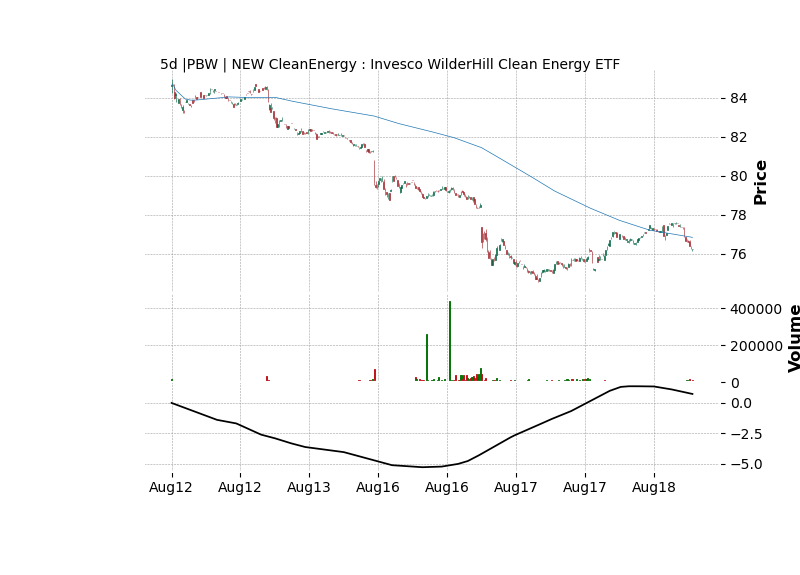 5d |PBW | NEW CleanEnergy : Invesco WilderHill Clean Energy ETF
84
82
80
78
76
Price
400000
200000
0
Volume
0.0
−2.5
−5.0
Aug12 Aug12 Aug13 Aug16 Aug16 Aug17 Aug17 Aug18